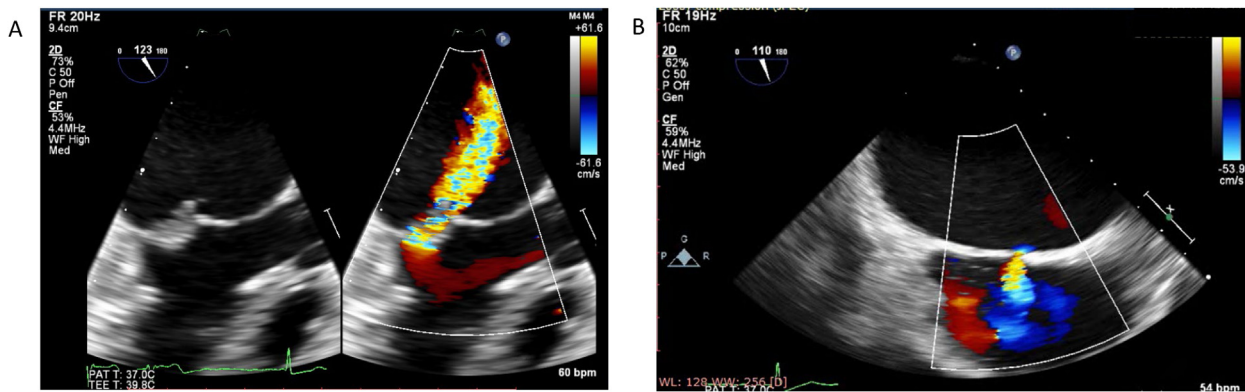 A
FR 20Hz
9.4cm
2D
73%
C 50
P Off
Pen
CF
53%
4.4MHz
WF High
Med
0 123 180
P
M4 M4
+61.6
-61.6
cm/s
PAT T: 37.0C
TEE T: 39.8C
60 bpm
B
FR 19Hz
10cm
2D
62%
C 50
P Off
Gen
CF
59%
4.4MHz
WF High
Med
0 110 180
P
-53.9
cm/s
X
G
P R
WL: 128 WW: 256 [D]
PAT T: 37.0C
54 bpm